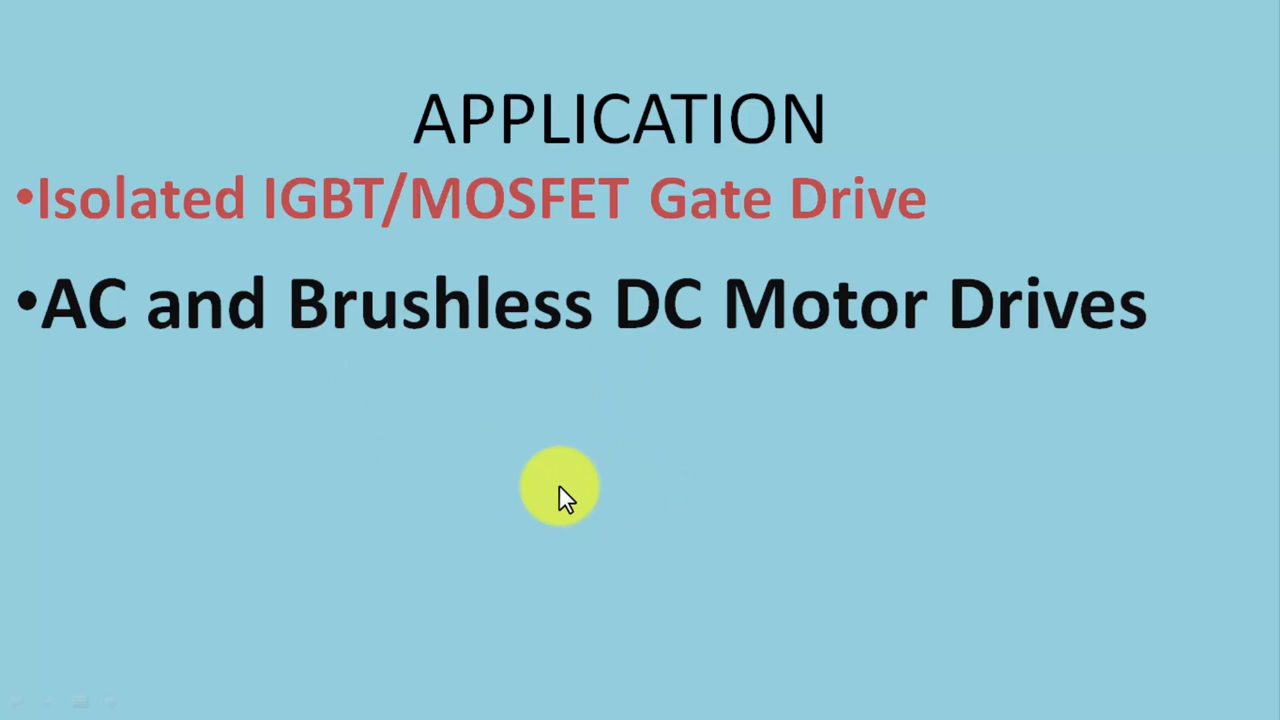 APPLICATION
•Isolated IGBT/MOSFET Gate Drive
•AC and Brushless DC Motor Drives